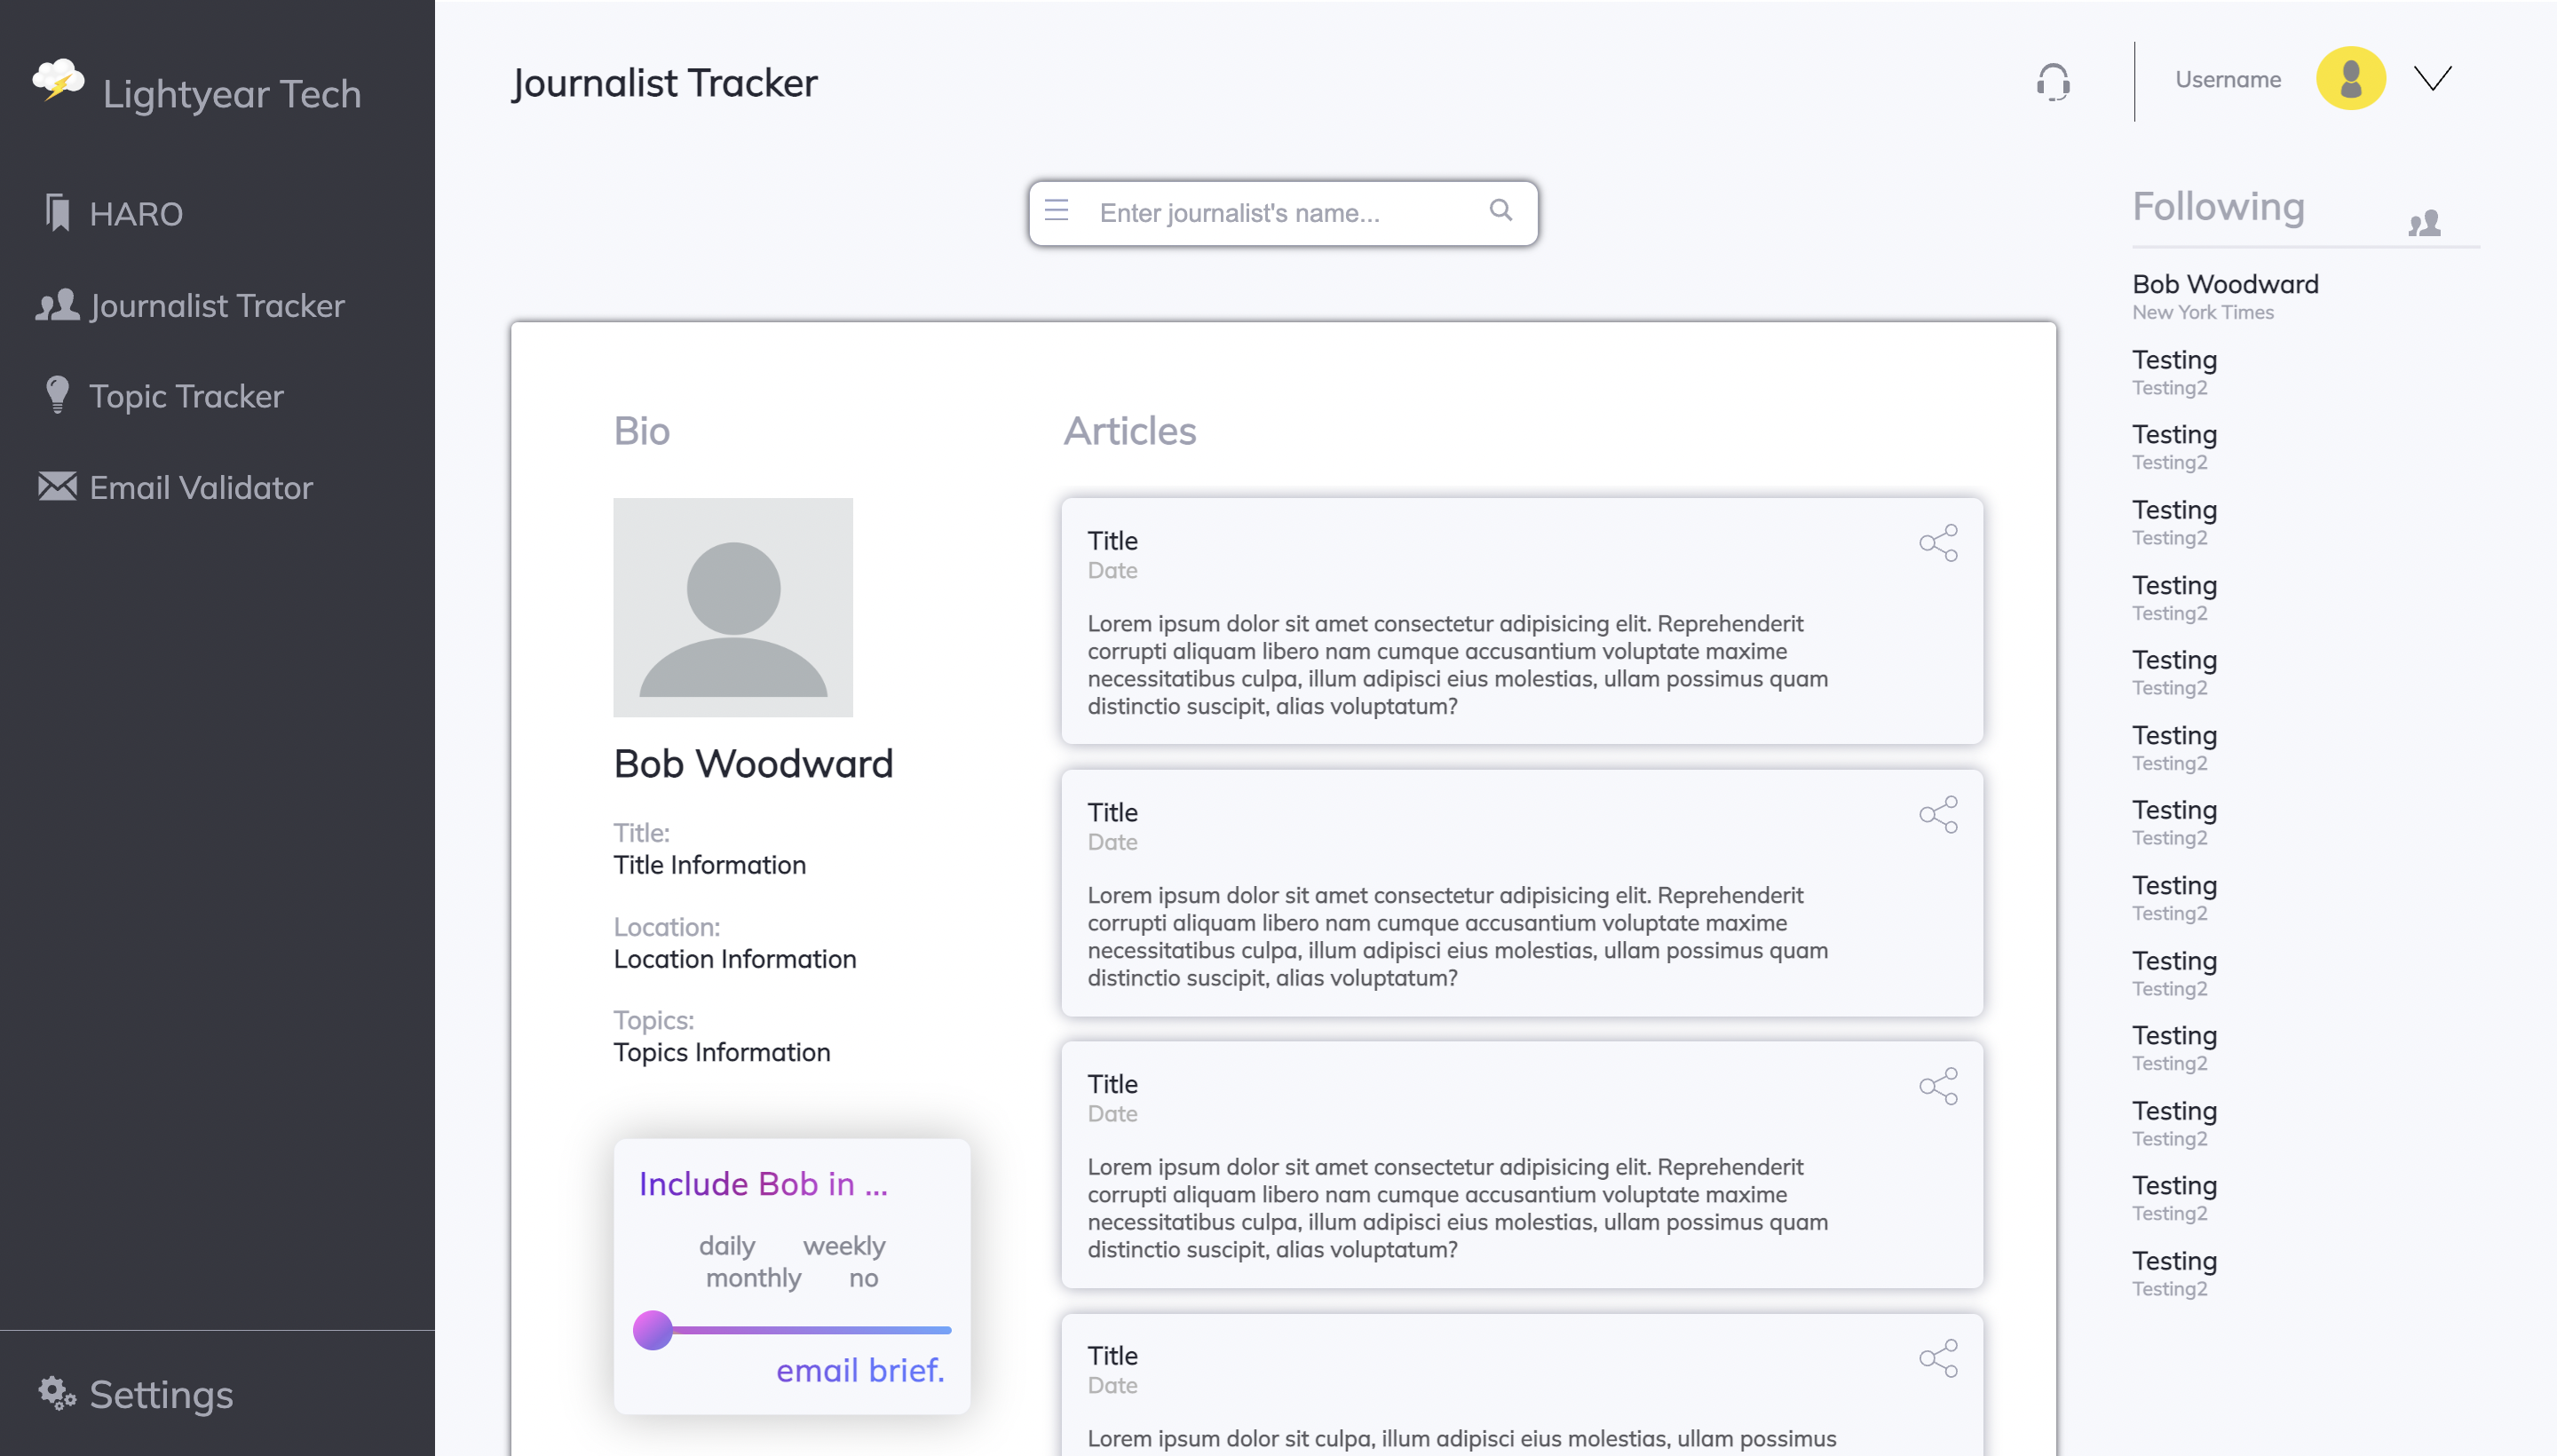 Lightyear Tech
HARO
Journalist Tracker
Topic Tracker
Email Validator
Settings
Journalist Tracker
Username
Enter journalist's name...
Bio
Bob Woodward
Title:
Title Information
Location:
Location Information
Topics:
Topics Information
Include Bob in ...
daily weekly
monthly no
email brief.
Articles
Title
Date
Lorem ipsum dolor sit amet consectetur adipisicing elit. Reprehenderit
corrupti aliquam libero nam cumque accusantium voluptate maxime
necessitatibus culpa, illum adipisci eius molestias, ullam possimus quam
distinctio suscipit, alias voluptatum?
Title
Date
Lorem ipsum dolor sit amet consectetur adipisicing elit. Reprehenderit
corrupti aliquam libero nam cumque accusantium voluptate maxime
necessitatibus culpa, illum adipisci eius molestias, ullam possimus quam
distinctio suscipit, alias voluptatum?
Title
Date
Lorem ipsum dolor sit amet consectetur adipisicing elit. Reprehenderit
corrupti aliquam libero nam cumque accusantium voluptate maxime
necessitatibus culpa, illum adipisci eius molestias, ullam possimus quam
distinctio suscipit, alias voluptatum?
Title
Date
Lorem ipsum dolor sit culpa, illum adipisci eius molestias, ullam possimus
Following
Bob Woodward
New York Times
Testing
Testing2
Testing
Testing2
Testing
Testing2
Testing
Testing2
Testing
Testing2
Testing
Testing2
Testing
Testing2
Testing
Testing2
Testing
Testing2
Testing
Testing2
Testing
Testing2
Testing
Testing2
Testing
Testing2